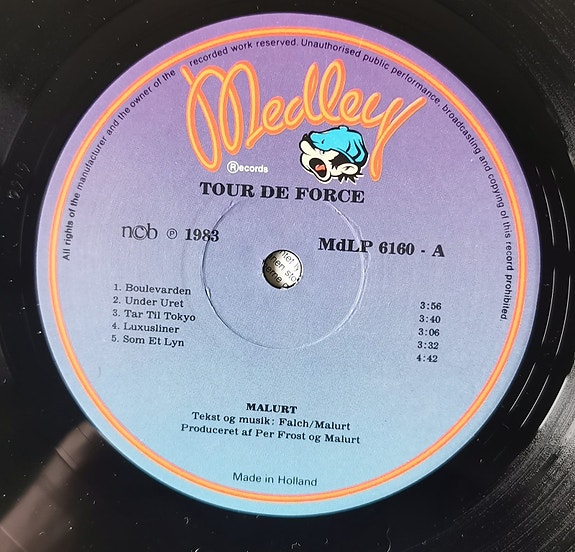 All rights of the manufacturer and the owner of the recorded work reserved. Unauthorised public performance, broadcasting and copying of this record prohibited.
Medley
Records
TOUR DE FORCE
ncb ℗ 1983
MdLP 6160 - A
1. Boulevarden 3:56
2. Under Uret 3:40
3. Tar Til Tokyo 3:06
4. Luxusliner 3:32
5. Som Et Lyn 4:42
MALURT
Tekst og musik: Falch/Malurt
Produceret af Per Frost og Malurt
Made in Holland